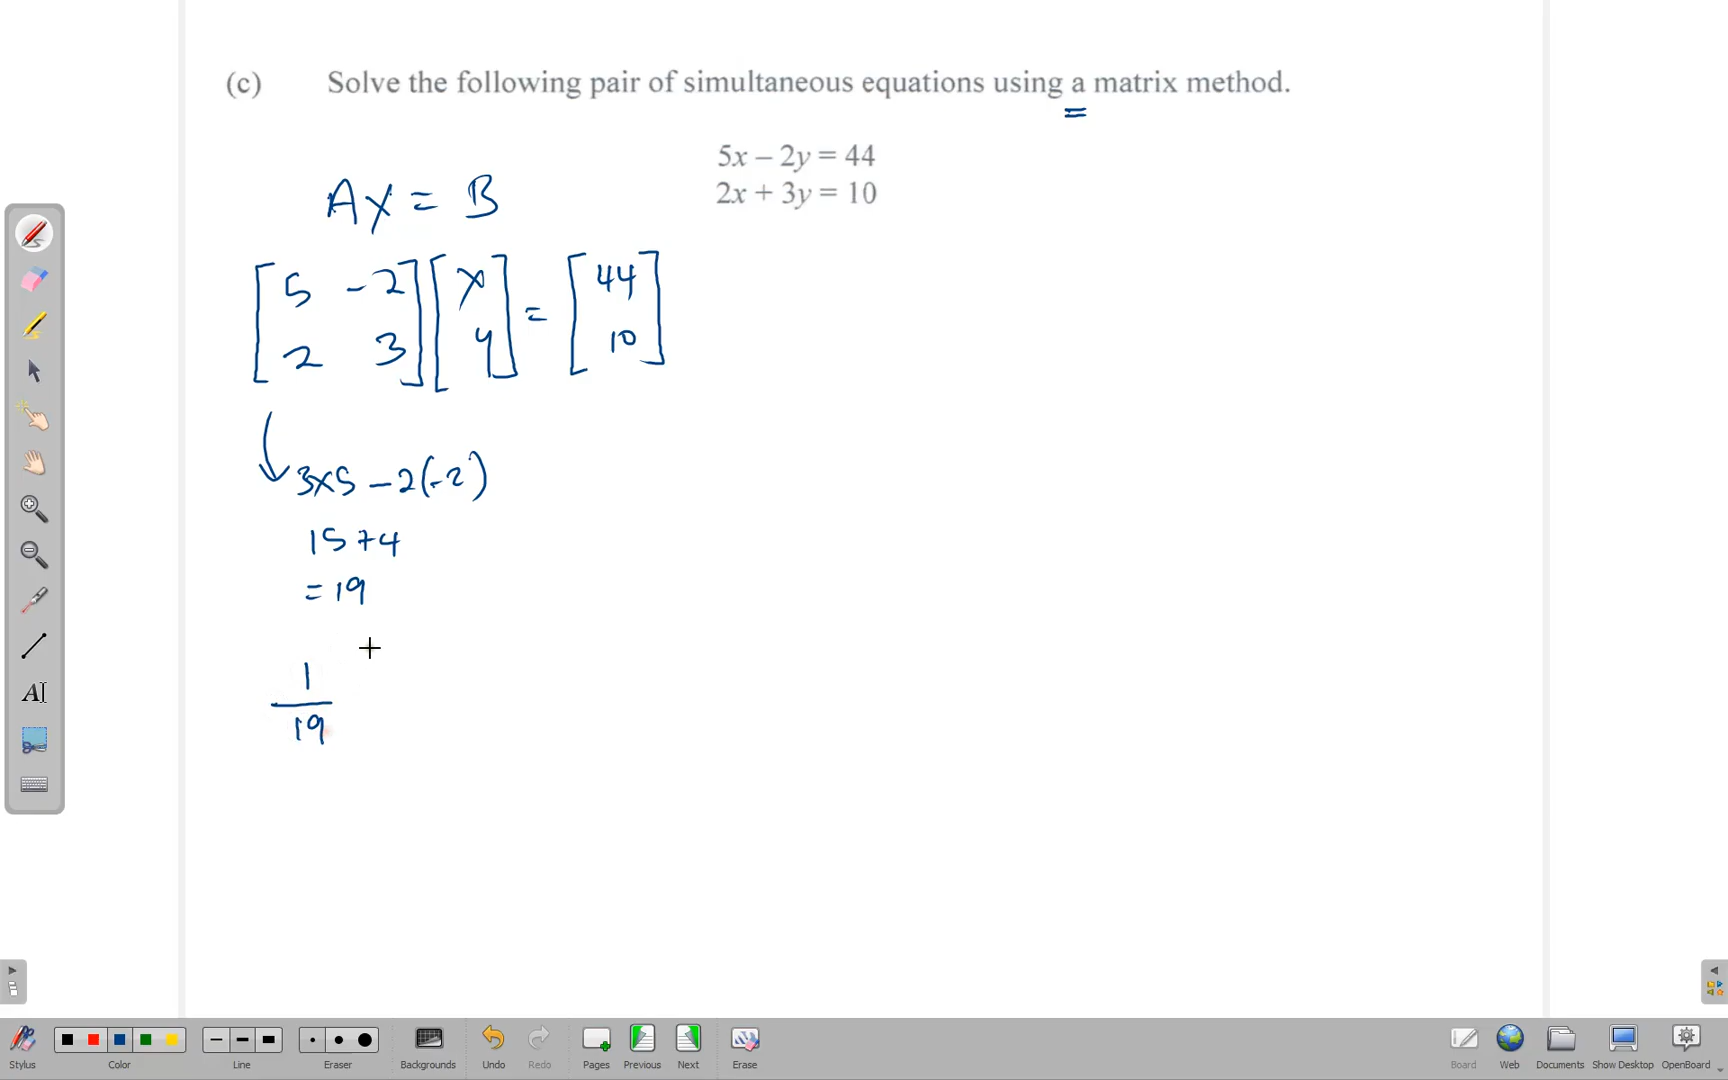 (c) Solve the following pair of simultaneous equations using a matrix method.
=
5x – 2y = 44
2x + 3y = 10
AX = B
[5 -2] [x] = [44]
[2 3] [y] [10]
3x5 - 2(-2)
15+4
= 19
1
19
AI
Stylus
Color
Line
Eraser
Backgrounds
Undo
Redo
Pages
Previous
Next
Erase
Board
Web
Documents
Show Desktop
OpenBoard